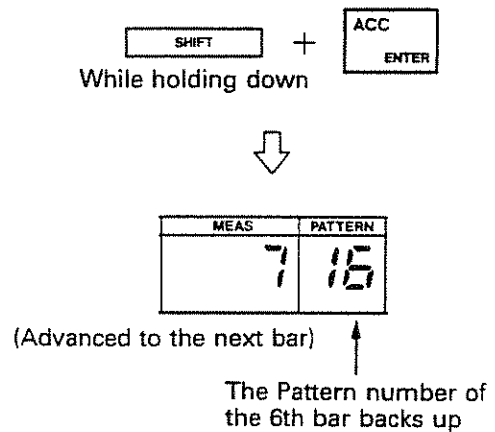 SHIFT + ACC
ENTER
While holding down
MEAS PATTERN
7 16
(Advanced to the next bar)
The Pattern number of
the 6th bar backs up